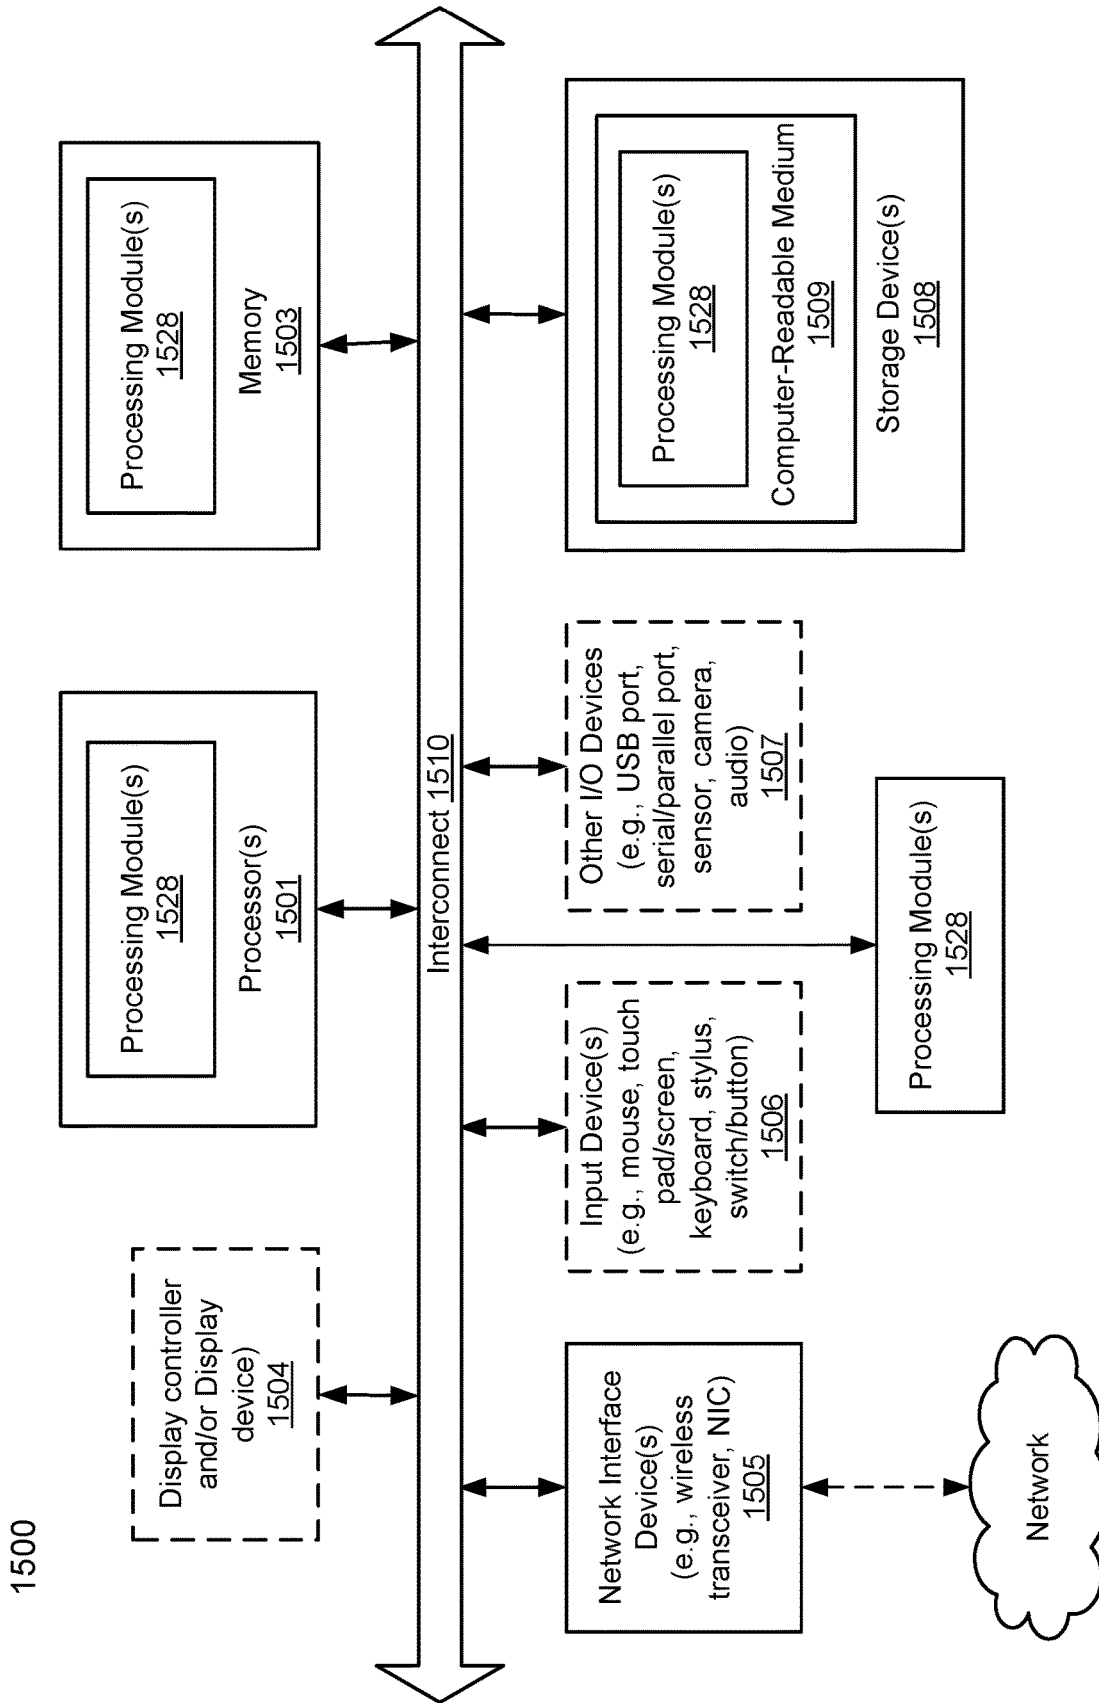 1500
Display controller
and/or Display
device)
1504
Processing Module(s)
1528
Processor(s)
1501
Processing Module(s)
1528
Memory
1503
Interconnect 1510
Network Interface
Device(s)
(e.g., wireless
transceiver, NIC)
1505
Input Device(s)
(e.g., mouse, touch
pad/screen,
keyboard, stylus,
switch/button)
1506
Other I/O Devices
(e.g., USB port,
serial/parallel port,
sensor, camera,
audio)
1507
Processing Module(s)
1528
Computer-Readable Medium
1509
Storage Device(s)
1508
Processing Module(s)
1528
Network